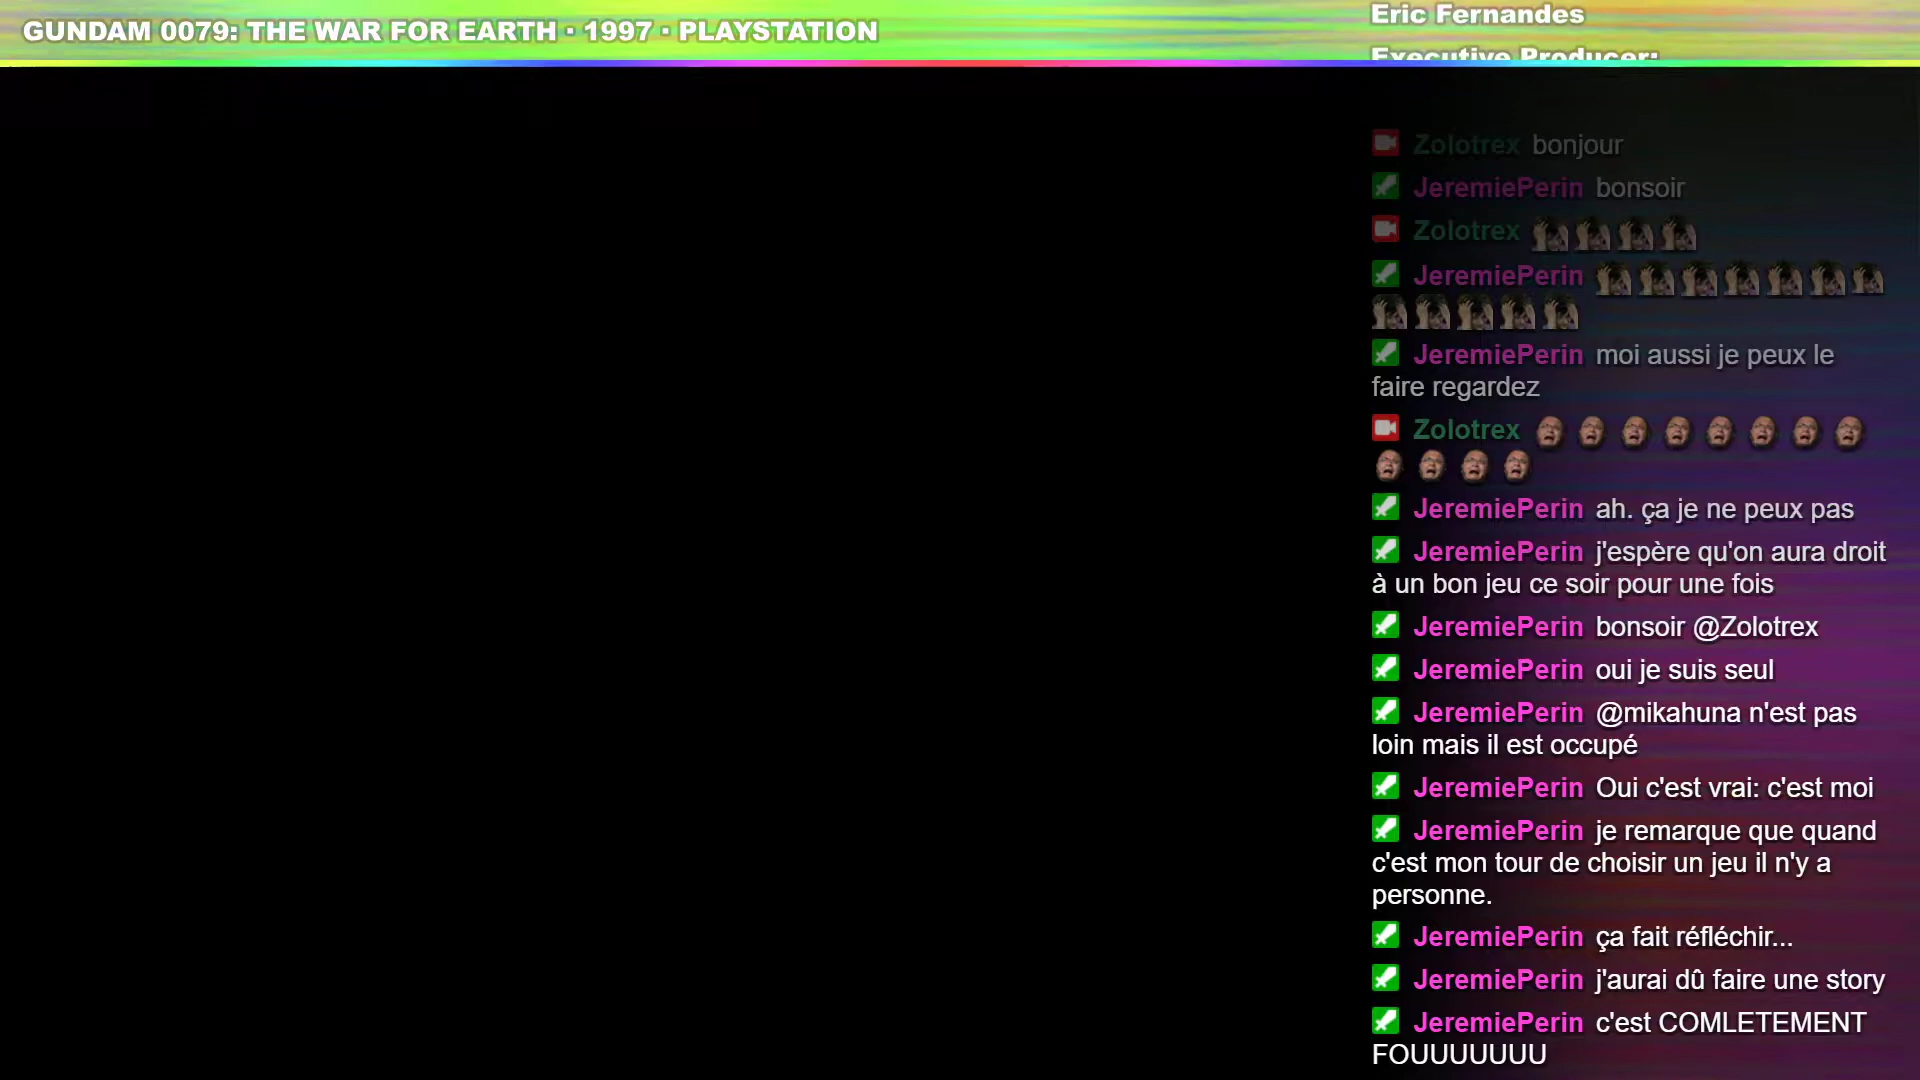 GUNDAM 0079: THE WAR FOR EARTH · 1997 · PLAYSTATION
Eric Fernandes
Executive Producer:
Zolotrex bonjour
JeremiePerin bonsoir
Zolotrex
JeremiePerin
JeremiePerin moi aussi je peux le
faire regardez
Zolotrex
JeremiePerin ah. ça je ne peux pas
JeremiePerin j'espère qu'on aura droit
à un bon jeu ce soir pour une fois
JeremiePerin bonsoir @Zolotrex
JeremiePerin oui je suis seul
JeremiePerin @mikahuna n'est pas
loin mais il est occupé
JeremiePerin Oui c'est vrai: c'est moi
JeremiePerin je remarque que quand
c'est mon tour de choisir un jeu il n'y a
personne.
JeremiePerin ça fait réfléchir...
JeremiePerin j'aurai dû faire une story
JeremiePerin c'est COMLETEMENT
FOUUUUUUU